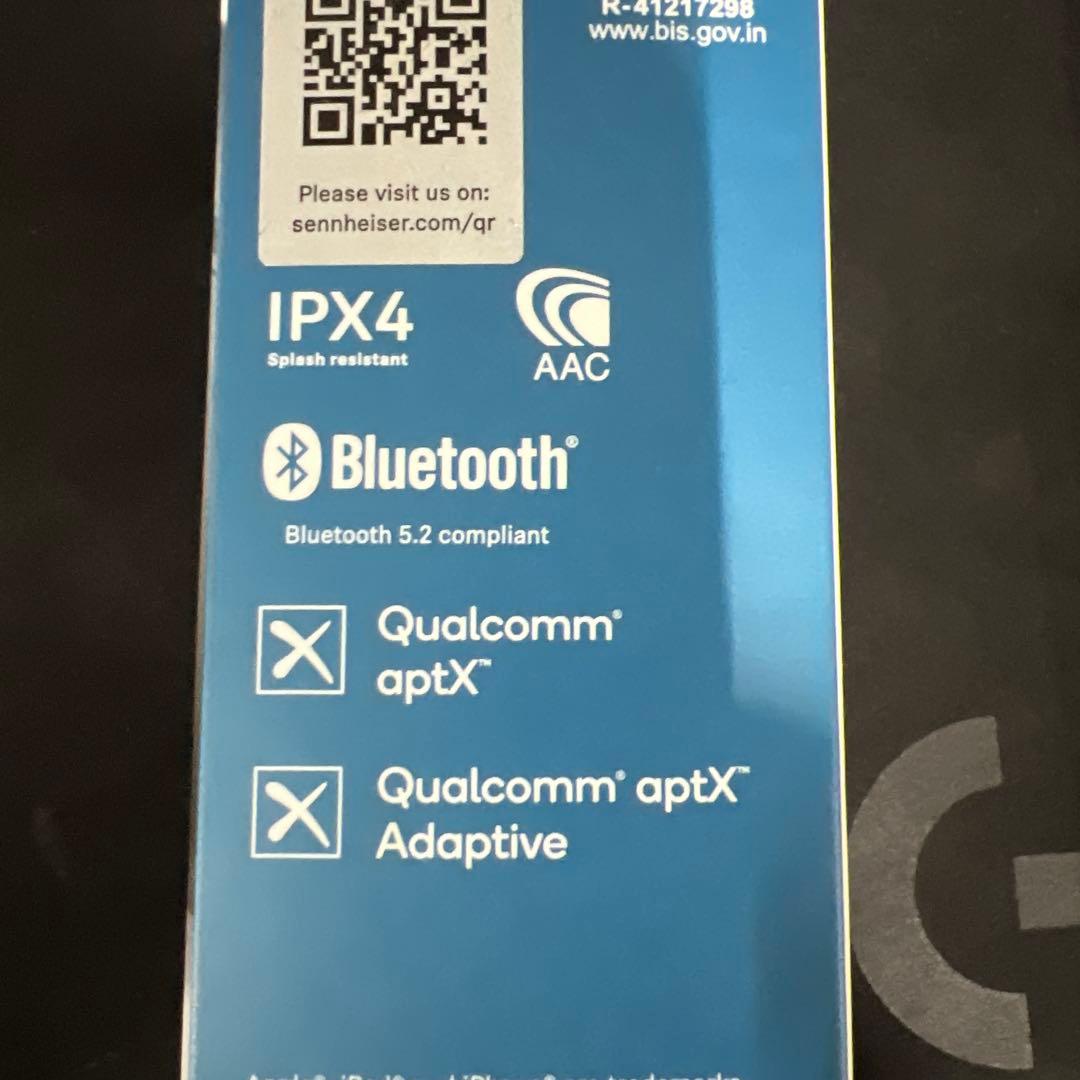 R-41217298
www.bis.gov.in
Please visit us on:
sennheiser.com/qr
IPX4
Splash resistant
AAC
Bluetooth®
Bluetooth 5.2 compliant
Qualcomm®
aptX™
Qualcomm® aptX™
Adaptive
G